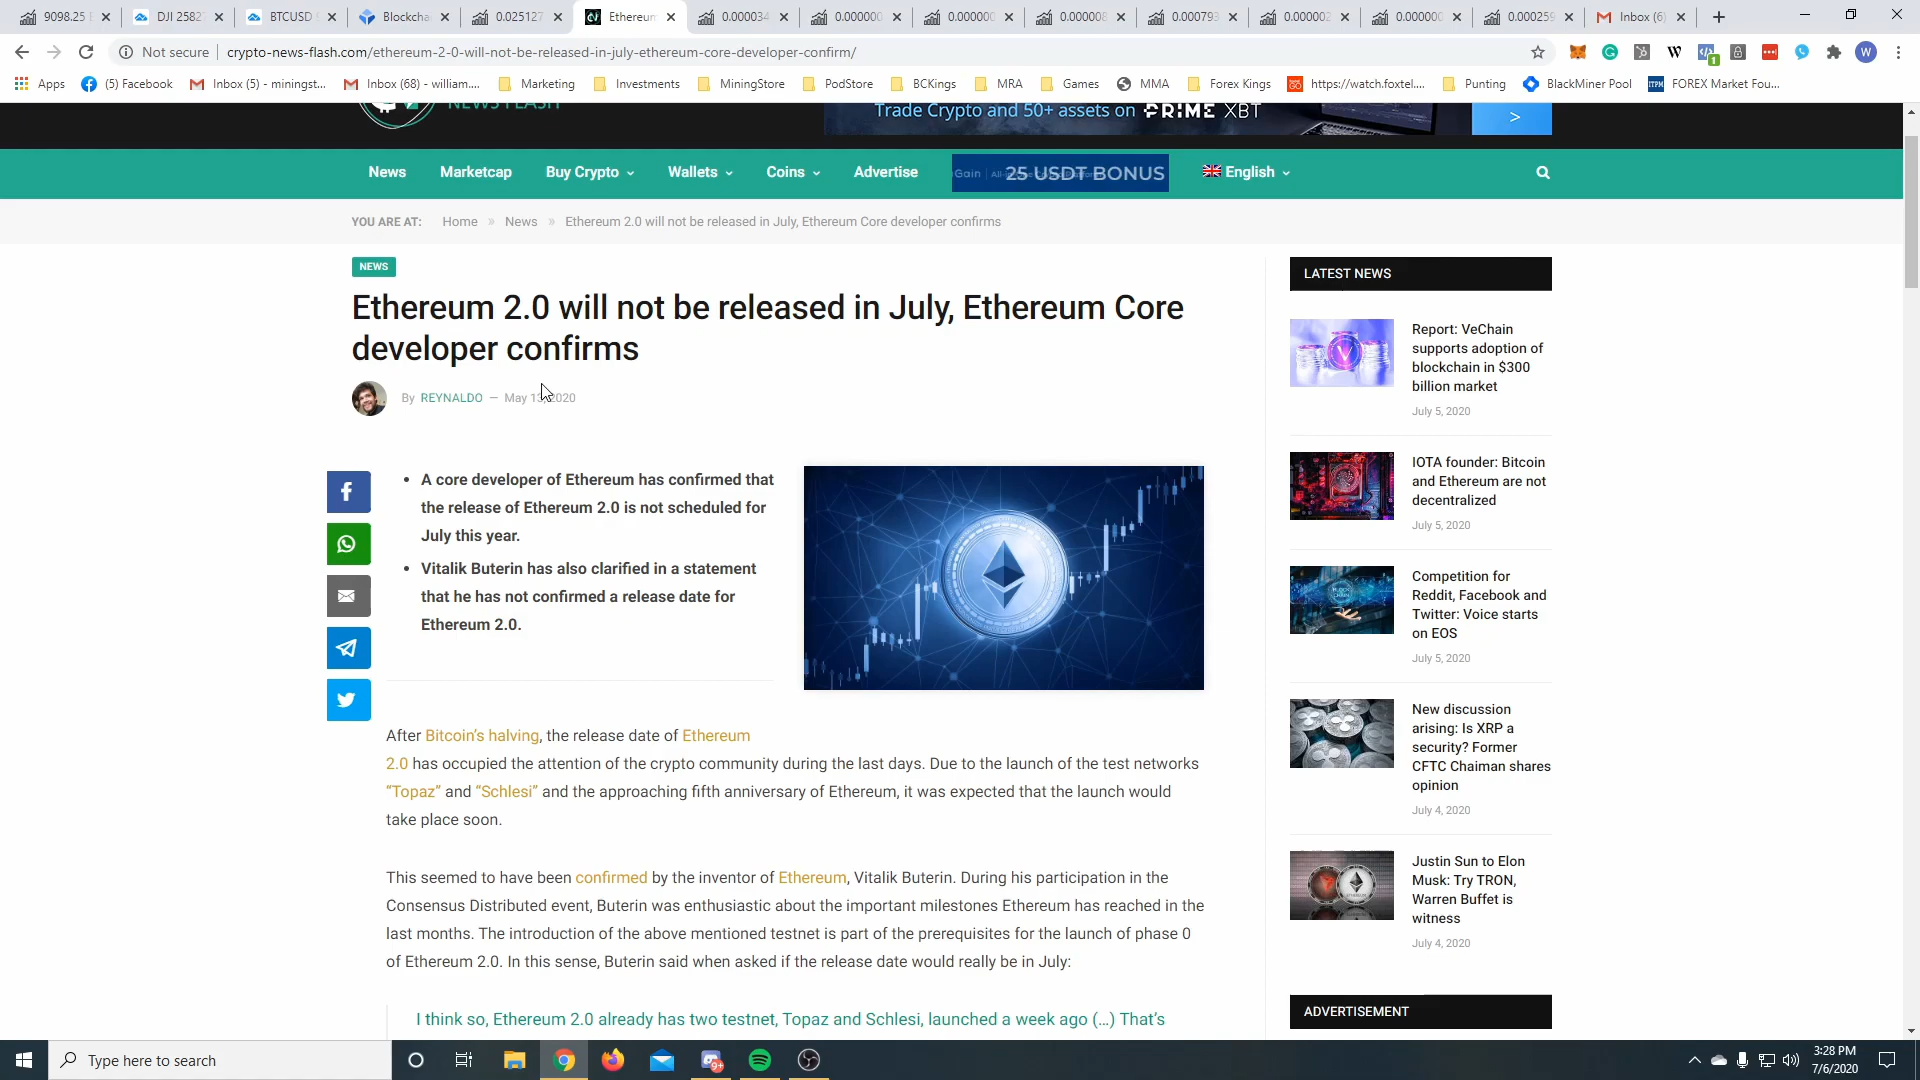 9098.25
DJI 2582
BTCUSD
Blockcha
0.025127
Ethereum
0.000034
0.000000
0.000000
0.000008
0.000793
0.000002
0.000000
0.000259
Inbox (6)
Not secure
crypto-news-flash.com/ethereum-2-0-will-not-be-released-in-july-ethereum-core-developer-confirm/
Apps
(5) Facebook
Inbox (5) - miningst...
Inbox (68) - william....
Marketing
Investments
MiningStore
PodStore
BCKings
MRA
Games
MMA
Forex Kings
https://watch.foxtel....
Punting
BlackMiner Pool
FOREX Market Fou...
NEWS FLASH
Trade Crypto and 50+ assets on PRIME XBT
>
News
Marketcap
Buy Crypto
Wallets
Coins
Advertise
25 USDT BONUS
English
YOU ARE AT: Home » News » Ethereum 2.0 will not be released in July, Ethereum Core developer confirms
NEWS
Ethereum 2.0 will not be released in July, Ethereum Core
developer confirms
By REYNALDO — May 13, 2020
• A core developer of Ethereum has confirmed that
the release of Ethereum 2.0 is not scheduled for
July this year.
• Vitalik Buterin has also clarified in a statement
that he has not confirmed a release date for
Ethereum 2.0.
After Bitcoin's halving, the release date of Ethereum
2.0 has occupied the attention of the crypto community during the last days. Due to the launch of the test networks
“Topaz” and “Schlesi” and the approaching fifth anniversary of Ethereum, it was expected that the launch would
take place soon.
This seemed to have been confirmed by the inventor of Ethereum, Vitalik Buterin. During his participation in the
Consensus Distributed event, Buterin was enthusiastic about the important milestones Ethereum has reached in the
last months. The introduction of the above mentioned testnet is part of the prerequisites for the launch of phase 0
of Ethereum 2.0. In this sense, Buterin said when asked if the release date would really be in July:
I think so, Ethereum 2.0 already has two testnet, Topaz and Schlesi, launched a week ago (...) That's
LATEST NEWS
Report: VeChain
supports adoption of
blockchain in $300
billion market
July 5, 2020
IOTA founder: Bitcoin
and Ethereum are not
decentralized
July 5, 2020
Competition for
Reddit, Facebook and
Twitter: Voice starts
on EOS
July 5, 2020
New discussion
arising: Is XRP a
security? Former
CFTC Chaiman shares
opinion
July 4, 2020
Justin Sun to Elon
Musk: Try TRON,
Warren Buffet is
witness
July 4, 2020
ADVERTISEMENT
Type here to search
3:28 PM
7/6/2020